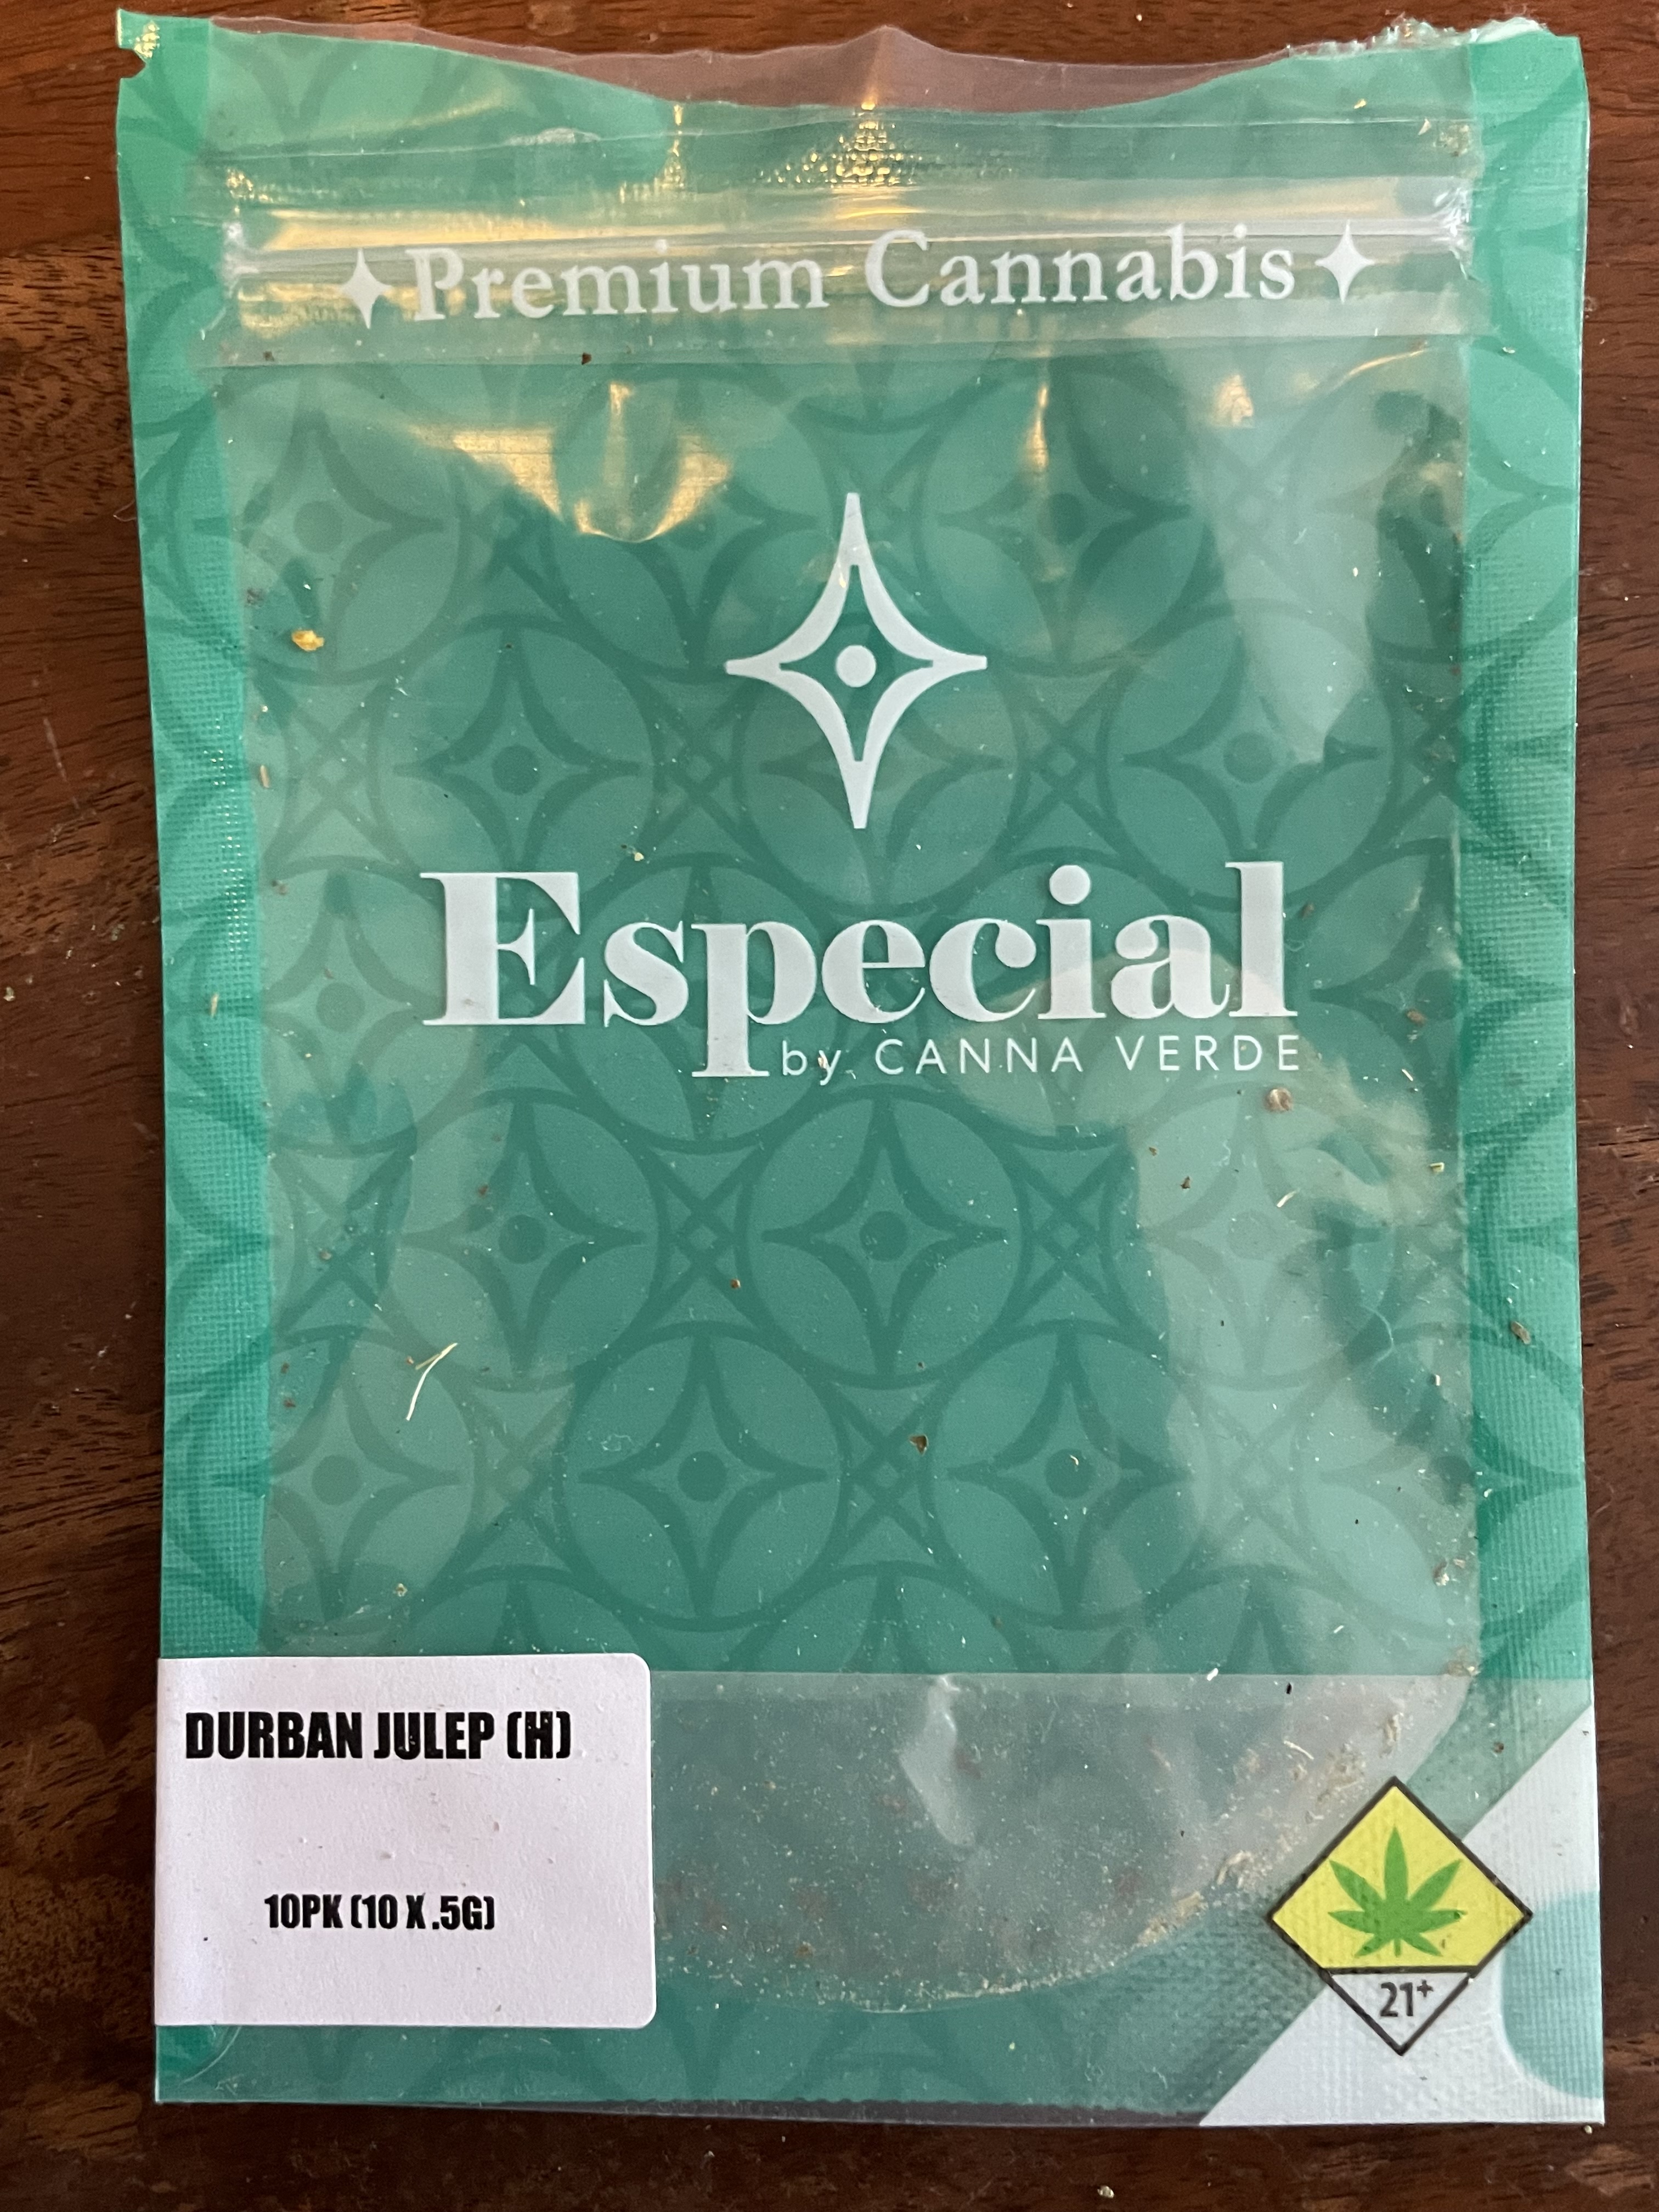 Premium Cannabis
Especial
by CANNA VERDE
DURBAN JULEP (H)
10PK (10 X .5G)
21+